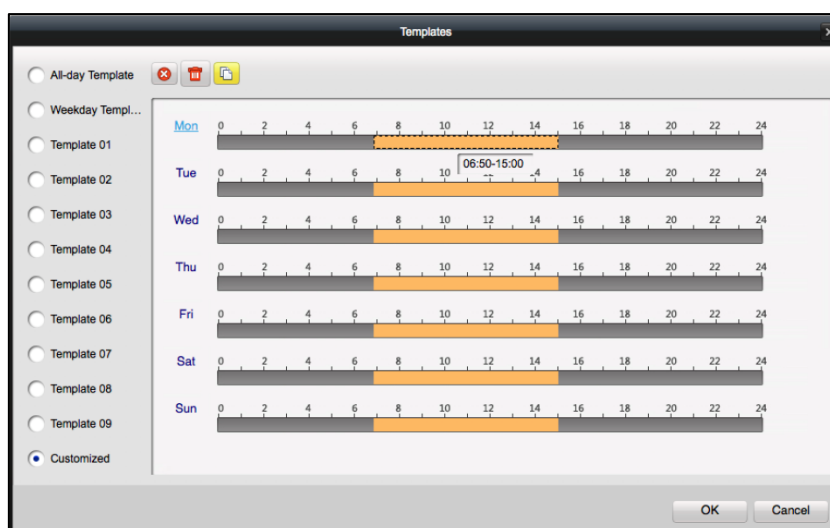 Templates
All-day Template
Weekday Templ...
Template 01
Template 02
Template 03
Template 04
Template 05
Template 06
Template 07
Template 08
Template 09
Customized
Mon 0 2 4 6 8 10 12 14 16 18 20 22 24
06:50-15:00
Tue 0 2 4 6 8 10 16 18 20 22 24
Wed 0 2 4 6 8 10 12 14 16 18 20 22 24
Thu 0 2 4 6 8 10 12 14 16 18 20 22 24
Fri 0 2 4 6 8 10 12 14 16 18 20 22 24
Sat 0 2 4 6 8 10 12 14 16 18 20 22 24
Sun 0 2 4 6 8 10 12 14 16 18 20 22 24
OK Cancel